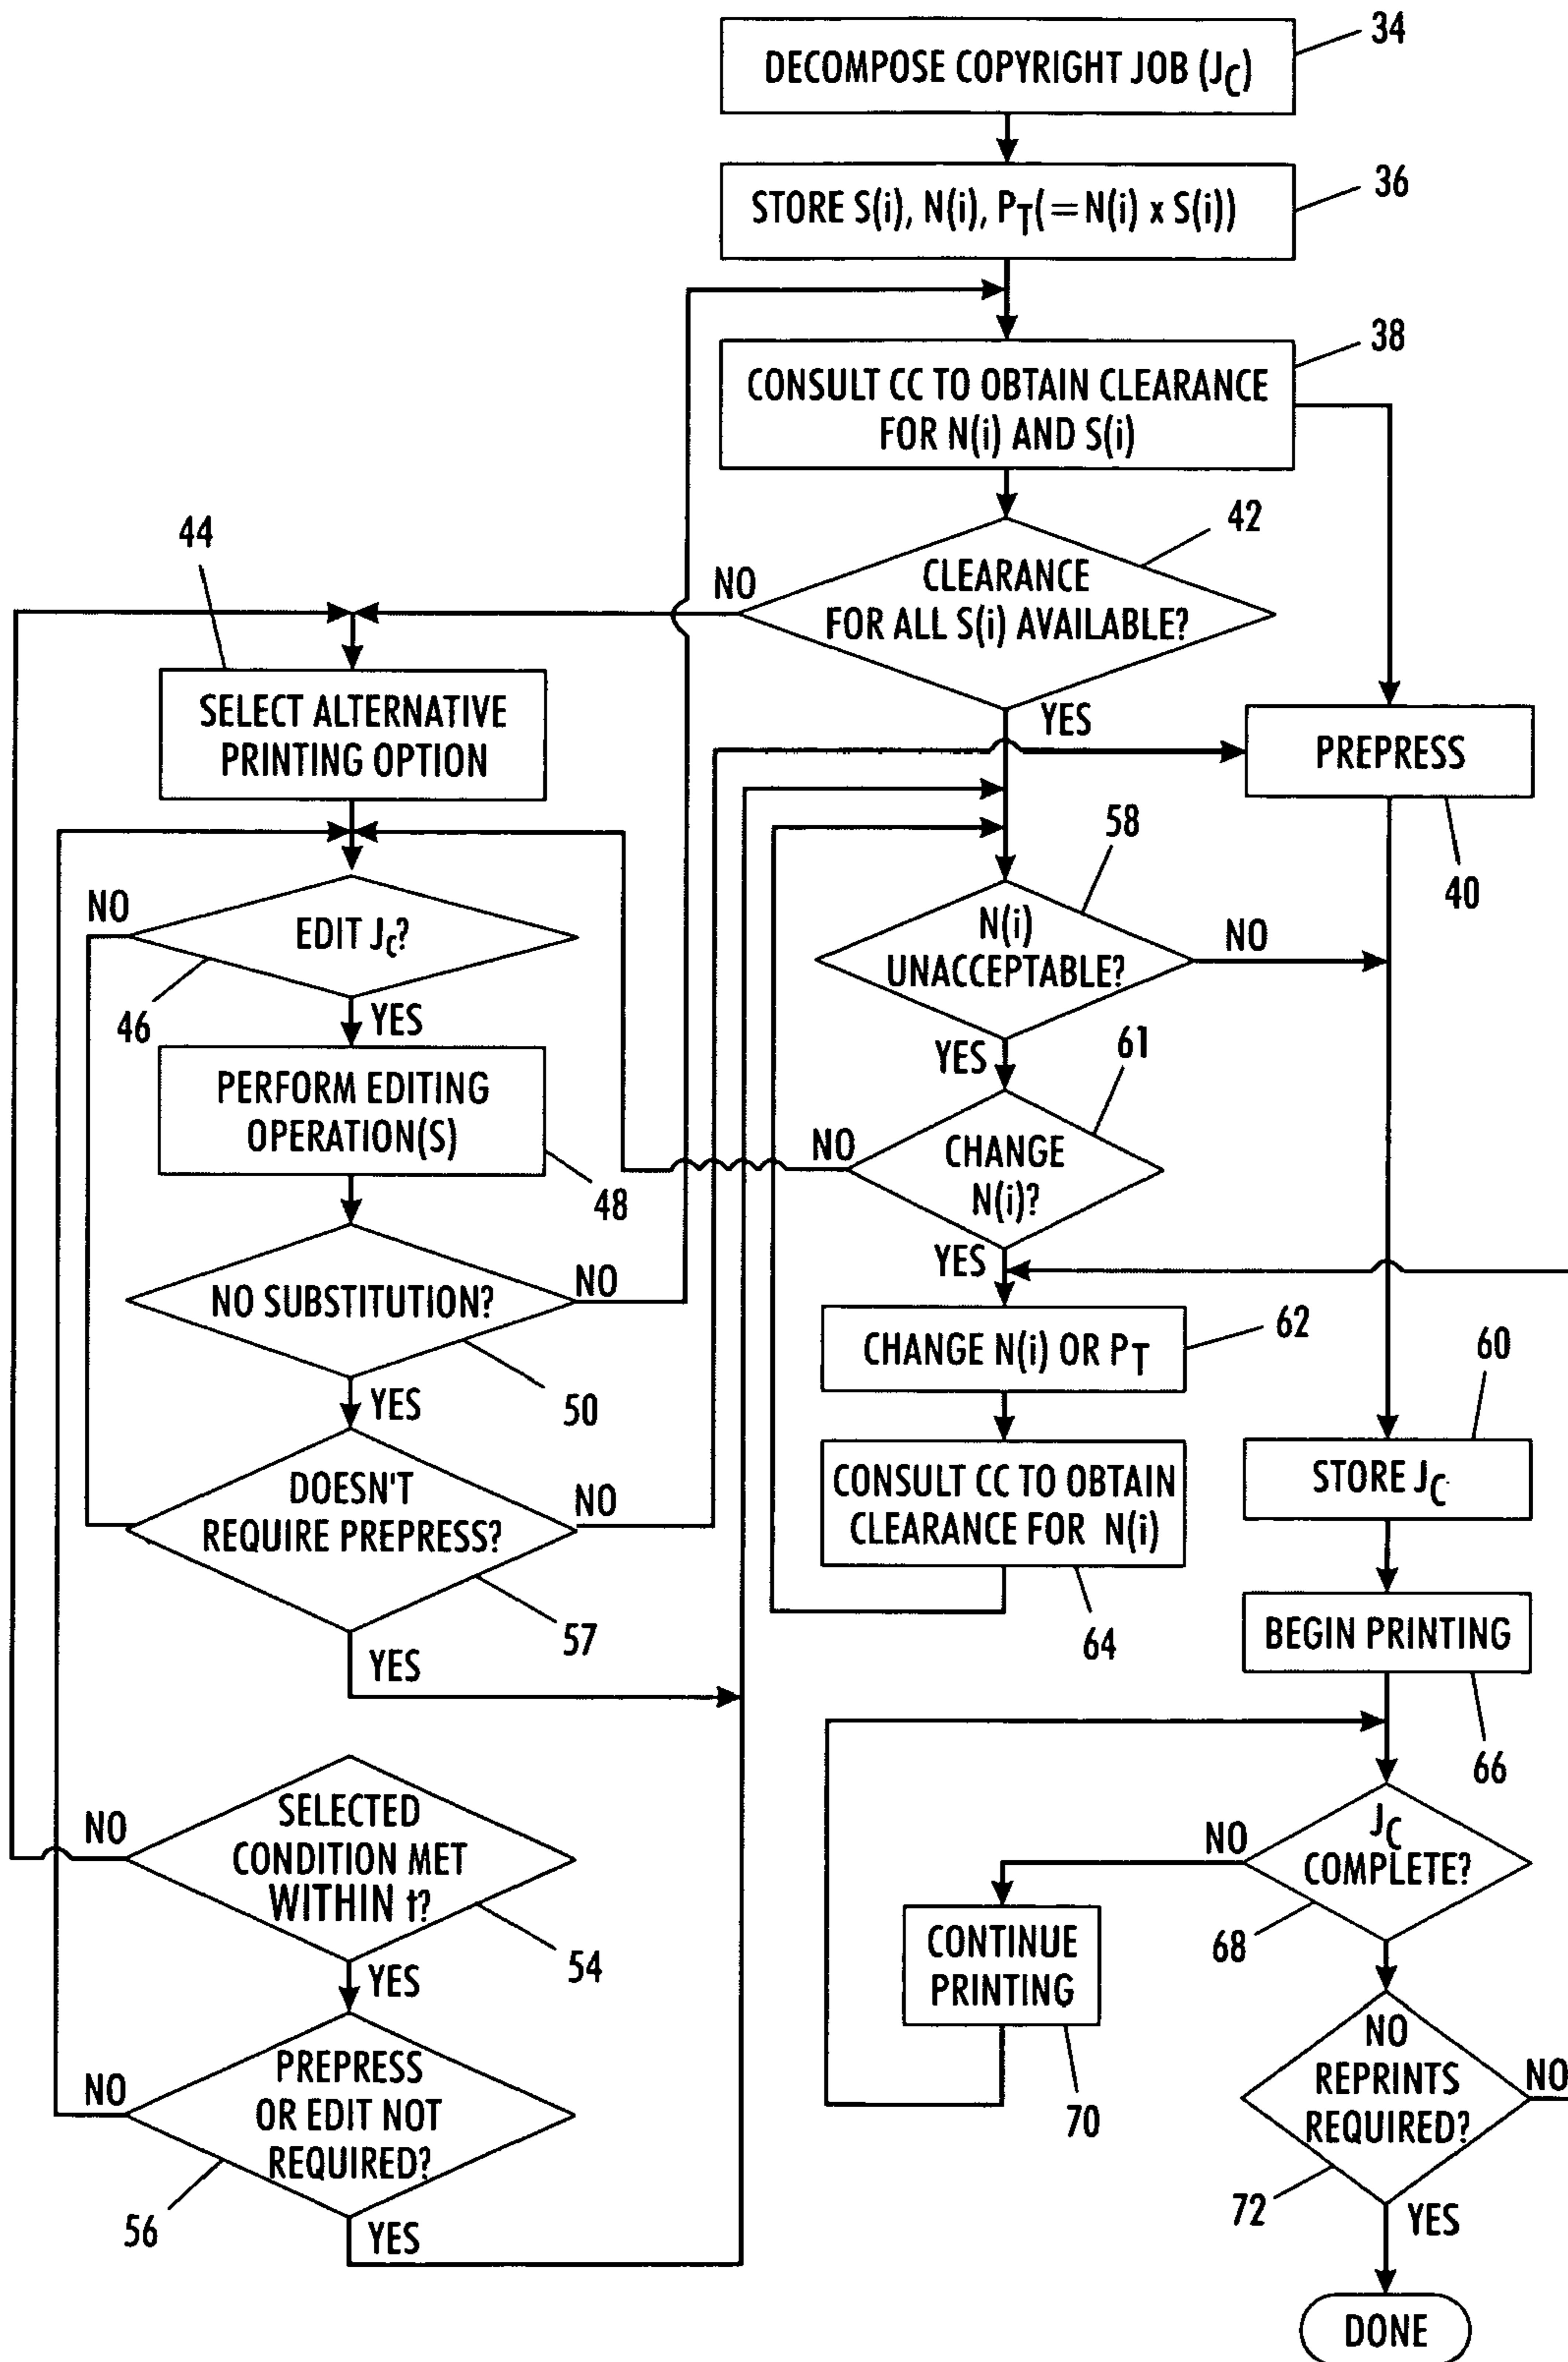 34
DECOMPOSE COPYRIGHT JOB (JC)
36
STORE S(i), N(i), PT(=N(i) x S(i))
38
CONSULT CC TO OBTAIN CLEARANCE
FOR N(i) AND S(i)
42
CLEARANCE
FOR ALL S(i) AVAILABLE?
NO
YES
44
SELECT ALTERNATIVE
PRINTING OPTION
PREPRESS
40
EDIT JC?
NO
46
YES
58
N(i)
UNACCEPTABLE?
NO
YES
PERFORM EDITING
OPERATION(S)
48
61
CHANGE
N(i)?
NO
YES
NO SUBSTITUTION?
NO
50
YES
CHANGE N(i) OR PT
62
60
STORE JC
DOESN'T
REQUIRE PREPRESS?
NO
57
YES
CONSULT CC TO OBTAIN
CLEARANCE FOR N(i)
64
BEGIN PRINTING
66
SELECTED
CONDITION MET
WITHIN t?
NO
54
YES
JC
COMPLETE?
NO
68
CONTINUE
PRINTING
70
PREPRESS
OR EDIT NOT
REQUIRED?
NO
56
YES
NO
REPRINTS
REQUIRED?
NO
72
YES
DONE